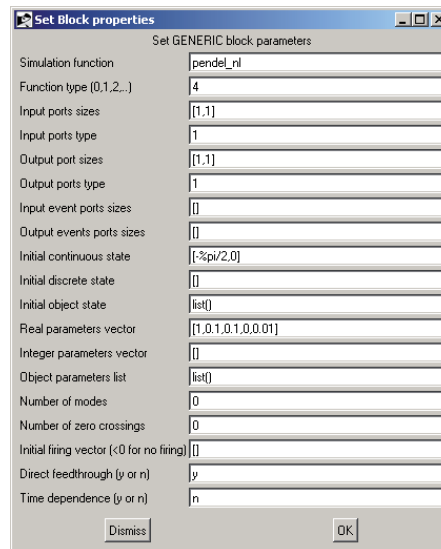 Set Block properties
Set GENERIC block parameters
Simulation function pendel_nl
Function type (0,1,2,..) 4
Input ports sizes [1,1]
Input ports type 1
Output port sizes [1,1]
Output ports type 1
Input event ports sizes []
Output events ports sizes []
Initial continuous state [-%pi/2,0]
Initial discrete state []
Initial object state list()
Real parameters vector [1,0.1,0.1,0,0.01]
Integer parameters vector []
Object parameters list list()
Number of modes 0
Number of zero crossings 0
Initial firing vector (<0 for no firing) []
Direct feedthrough (y or n) y
Time dependence (y or n) n
Dismiss OK